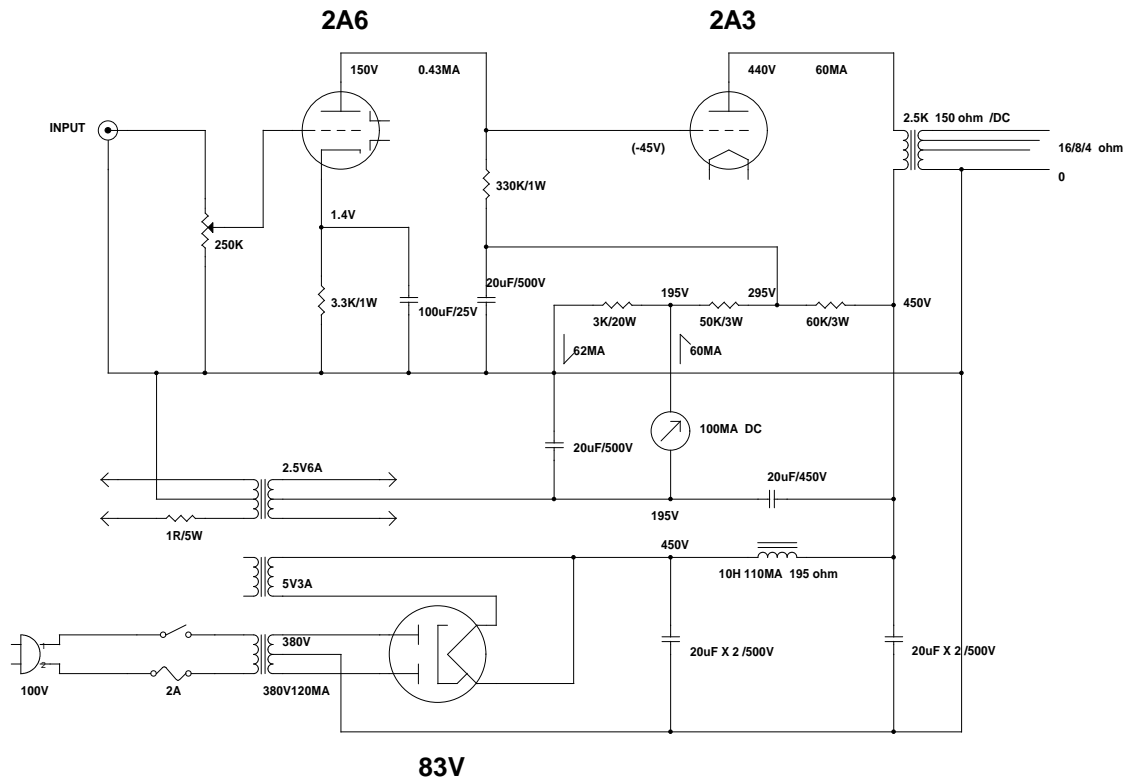 2A6
2A3
150V
0.43MA
440V
60MA
INPUT
2.5K 150 ohm /DC
16/8/4 ohm
0
(-45V)
330K/1W
1.4V
250K
20uF/500V
195V
295V
450V
3.3K/1W
100uF/25V
3K/20W
50K/3W
60K/3W
62MA
60MA
100MA DC
20uF/500V
2.5V6A
20uF/450V
195V
1R/5W
450V
5V3A
10H 110MA 195 ohm
1
2
380V
20uF X 2 /500V
20uF X 2 /500V
100V
2A
380V120MA
83V